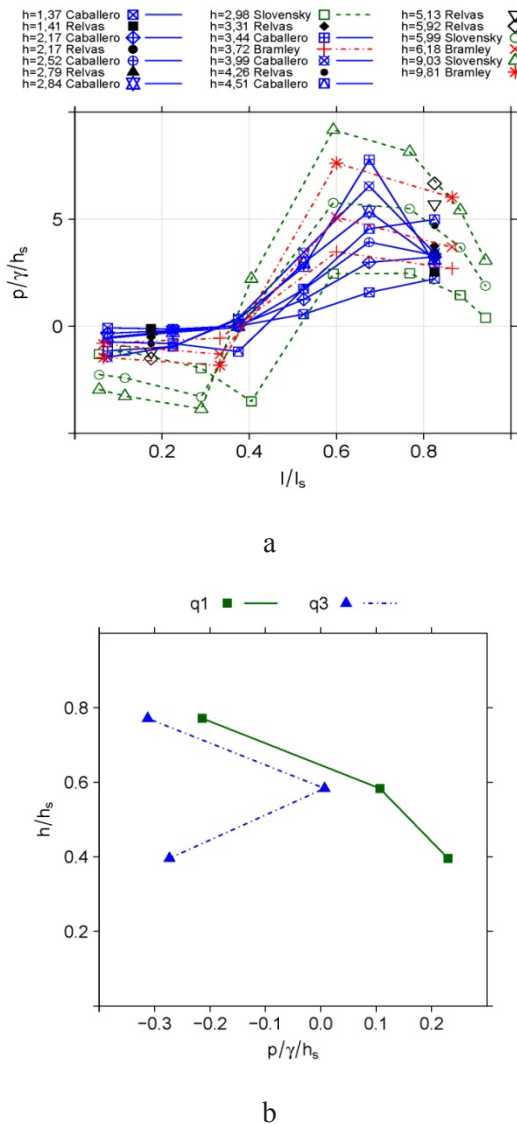 h=1,37 Caballero h=2,98 Slovensky h=5,13 Relvas
h=1,41 Relvas h=3,31 Relvas h=5,92 Relvas
h=2,17 Caballero h=3,44 Caballero h=5,99 Slovensky
h=2,17 Relvas h=3,72 Bramley h=6,18 Bramley
h=2,52 Caballero h=3,99 Caballero h=9,03 Slovensky
h=2,79 Relvas h=4,26 Relvas h=9,81 Bramley
h=2,84 Caballero h=4,51 Caballero
p/γ/hs
5
0
0.2 0.4 0.6 0.8
l/ls
a
q1 q3
h/hs
0.8
0.6
0.4
0.2
−0.3 −0.2 −0.1 0.0 0.1 0.2
p/γ/hs
b